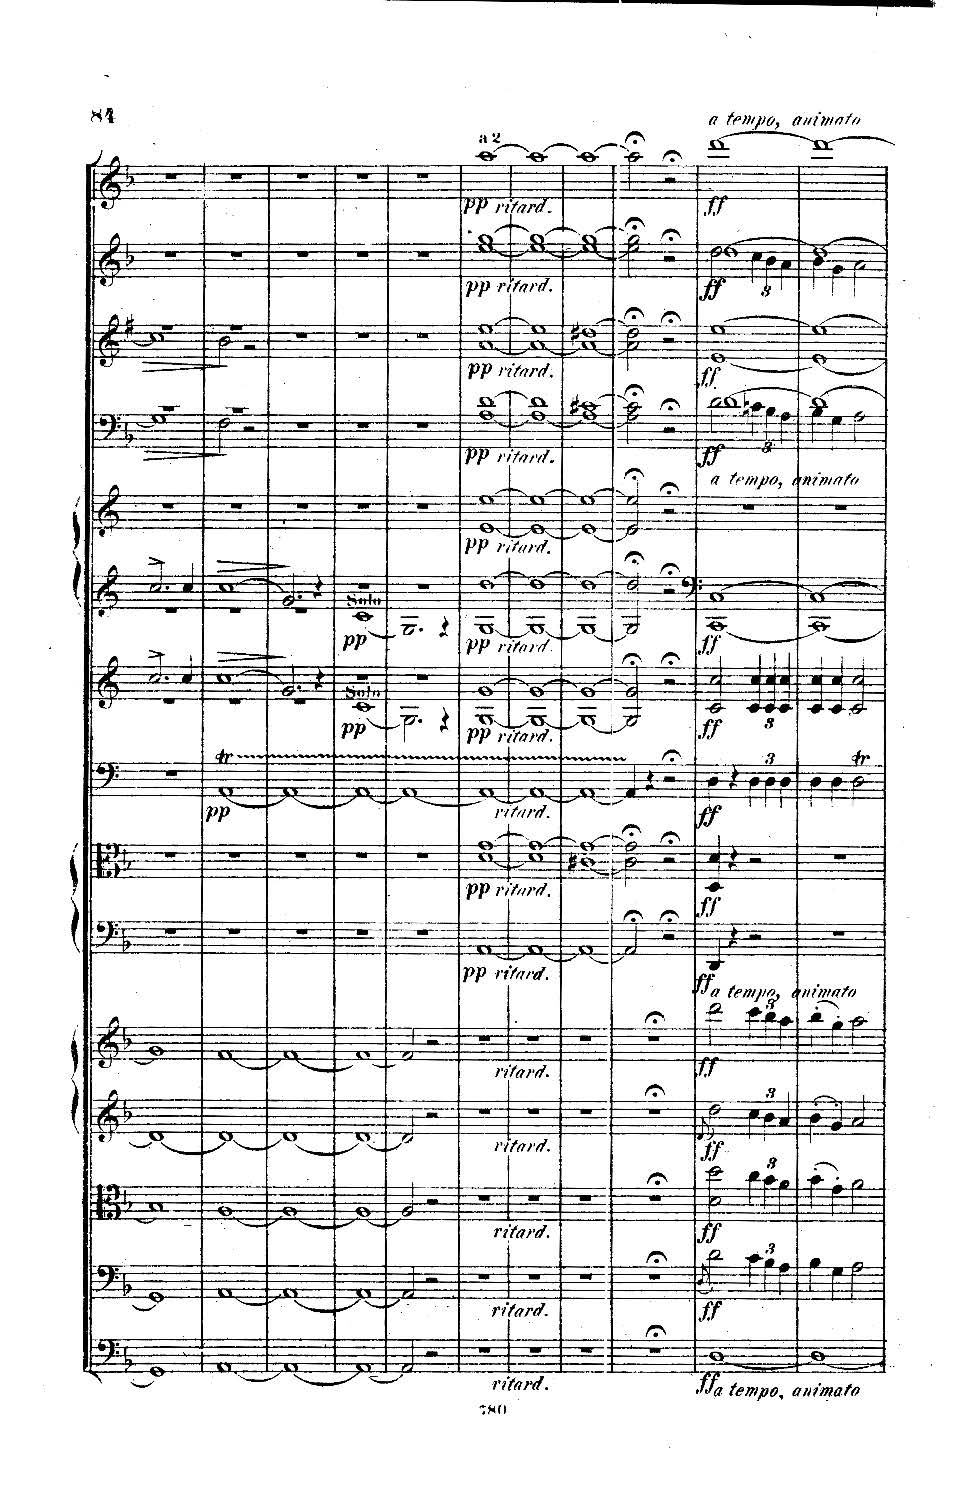 84
a tempo, animato
a 2
pp ritard. ff
pp ritard. ff 3
pp ritard. ff
pp ritard. ff 3
a tempo, animato
pp ritard.
Solo
pp pp ritard. ff
Solo
pp pp ritard. ff 3
tr 3 tr
pp ritard. ff
pp ritard. ff
pp ritard. ff
a tempo, animato
3
ritard. ff
3
ritard. ff
3
ritard. ff
3
ritard. ff
ritard. ff a tempo, animato